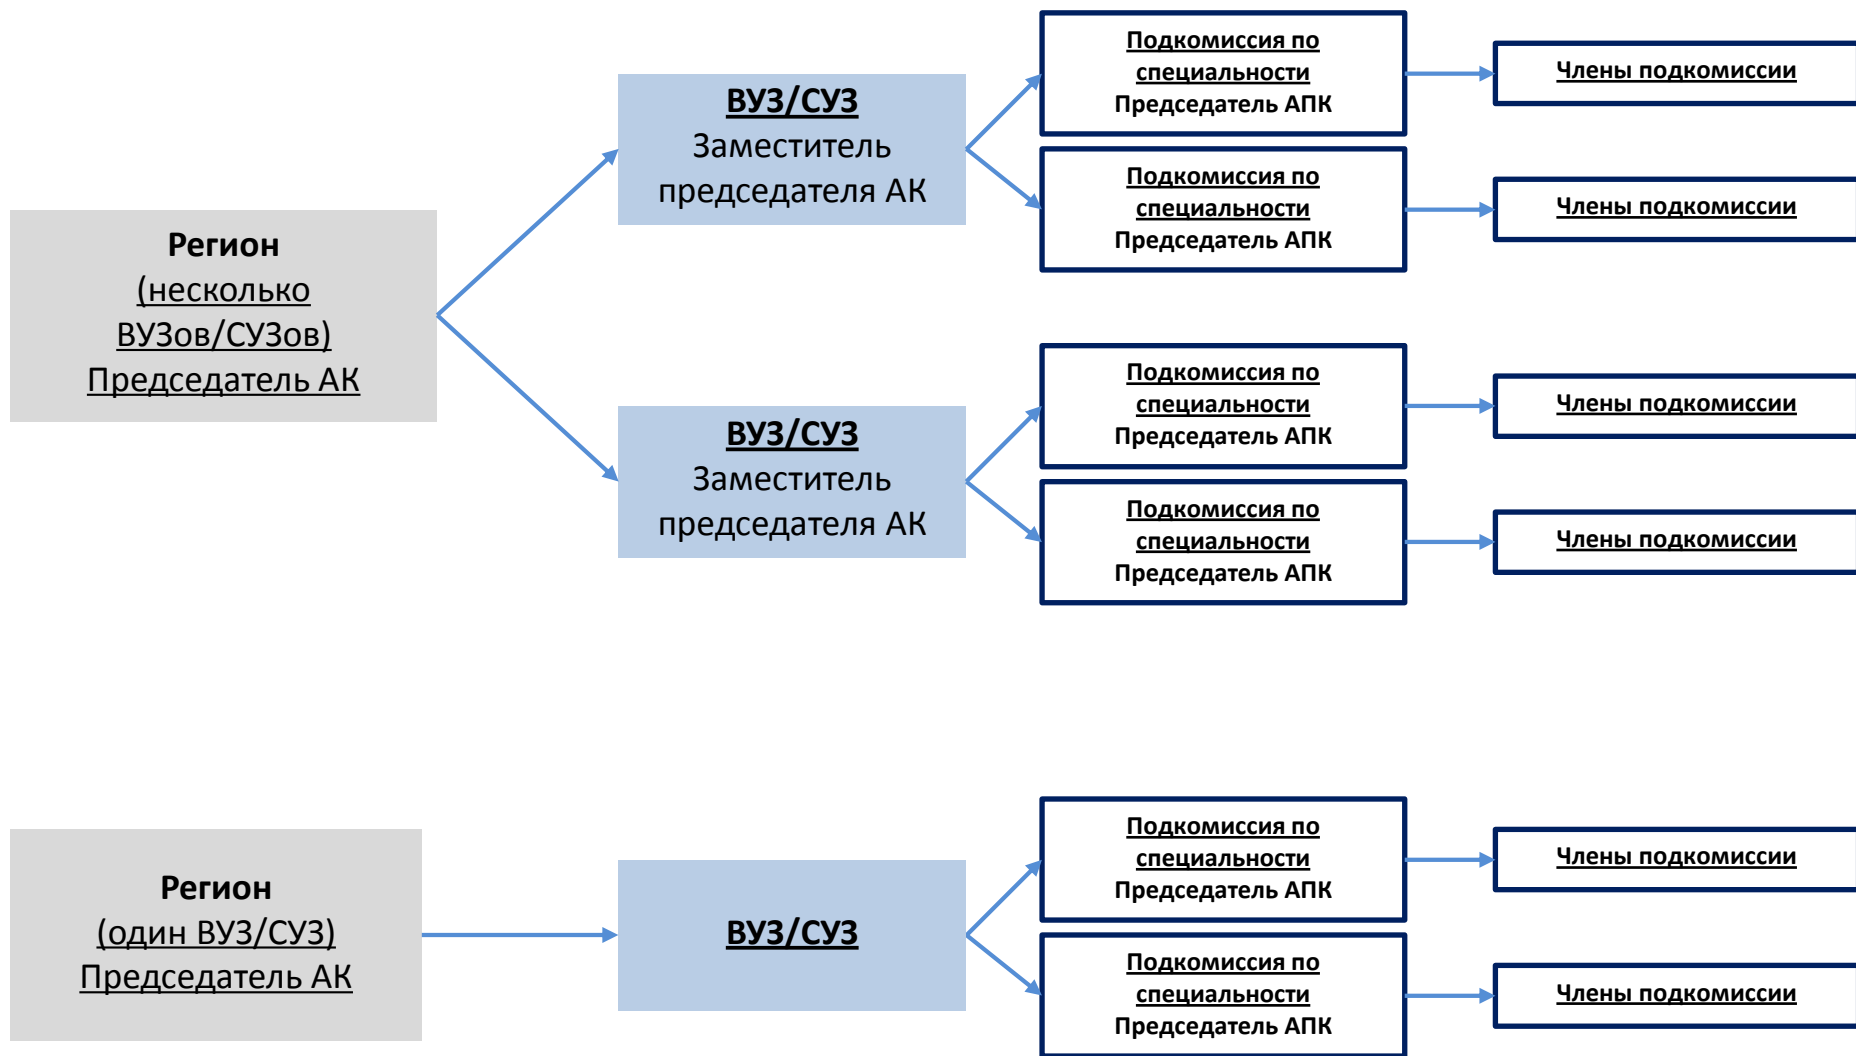 Регион
(несколько
ВУЗов/СУЗов)
Председатель АК
ВУЗ/СУЗ
Заместитель
председателя АК
Подкомиссия по
специальности
Председатель АПК
Члены подкомиссии
Подкомиссия по
специальности
Председатель АПК
Члены подкомиссии
ВУЗ/СУЗ
Заместитель
председателя АК
Подкомиссия по
специальности
Председатель АПК
Члены подкомиссии
Подкомиссия по
специальности
Председатель АПК
Члены подкомиссии
Регион
(один ВУЗ/СУЗ)
Председатель АК
ВУЗ/СУЗ
Подкомиссия по
специальности
Председатель АПК
Члены подкомиссии
Подкомиссия по
специальности
Председатель АПК
Члены подкомиссии